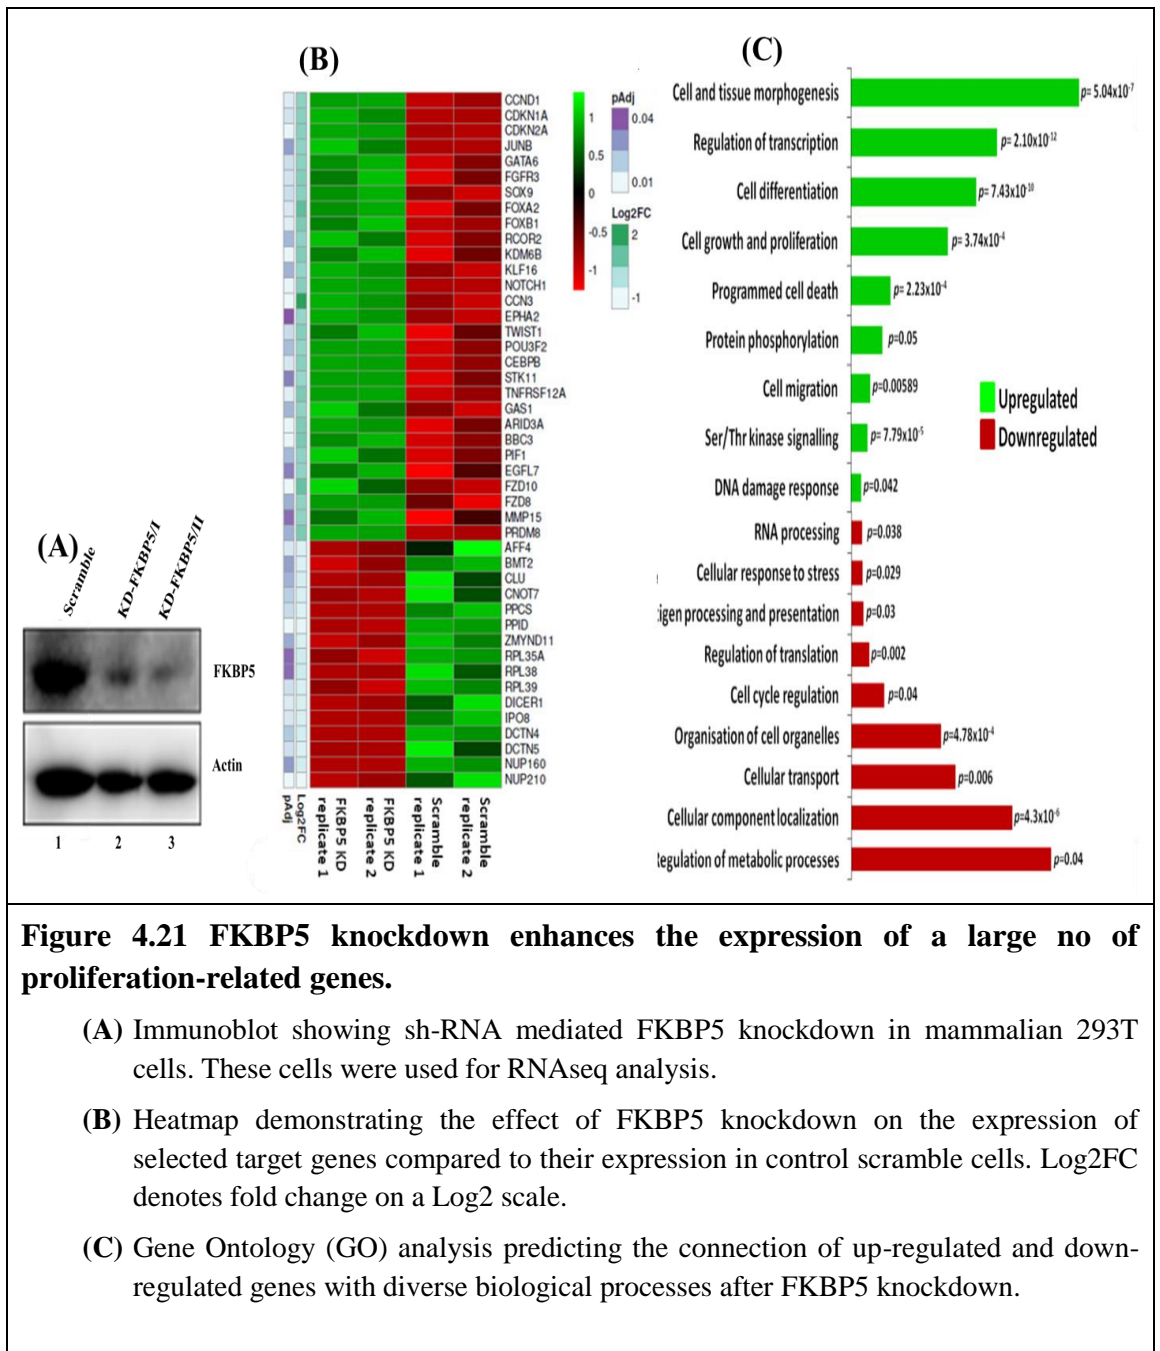 (A)
Scramble
KD-FKBP5/I
KD-FKBP5/II
FKBP5
Actin
1 2 3
(B)
CCND1
CDKN1A
CDKN2A
JUNB
GATA6
FGFR3
SOX9
FOXA2
FOXB1
RCOR2
KDM6B
KLF16
NOTCH1
CCN3
EPHA2
TWIST1
POU3F2
CEBPB
STK11
TNFRSF12A
GAS1
ARID3A
BBC3
PIF1
EGFL7
FZD10
FZD8
MMP15
PRDM8
AFF4
BMT2
CLU
CNOT7
PPCS
PPID
ZMYND11
RPL35A
RPL38
RPL39
DICER1
IPO8
DCTN4
DCTN5
NUP160
NUP210
pAdj
Log2FC
FKBP5 KD
replicate 1
FKBP5 KD
replicate 2
Scramble
replicate 1
Scramble
replicate 2
1
0.5
0
-0.5
-1
pAdj
0.04
0.01
Log2FC
2
-1
(C)
Cell and tissue morphogenesis p= 5.04x10⁻⁷
Regulation of transcription p= 2.10x10⁻¹²
Cell differentiation p= 7.43x10⁻¹⁰
Cell growth and proliferation p= 3.74x10⁻⁴
Programmed cell death p= 2.23x10⁻⁴
Protein phosphorylation p=0.05
Cell migration p=0.00589
Ser/Thr kinase signalling p= 7.79x10⁻⁵
DNA damage response p=0.042
RNA processing p=0.038
Cellular response to stress p=0.029
igen processing and presentation p=0.03
Regulation of translation p=0.002
Cell cycle regulation p=0.04
Organisation of cell organelles p=4.78x10⁻⁴
Cellular transport p=0.006
Cellular component localization p=4.3x10⁻⁶
egulation of metabolic processes p=0.04
Upregulated
Downregulated
Figure 4.21 FKBP5 knockdown enhances the expression of a large no of
proliferation-related genes.
(A) Immunoblot showing sh-RNA mediated FKBP5 knockdown in mammalian 293T
cells. These cells were used for RNAseq analysis.
(B) Heatmap demonstrating the effect of FKBP5 knockdown on the expression of
selected target genes compared to their expression in control scramble cells. Log2FC
denotes fold change on a Log2 scale.
(C) Gene Ontology (GO) analysis predicting the connection of up-regulated and down-
regulated genes with diverse biological processes after FKBP5 knockdown.